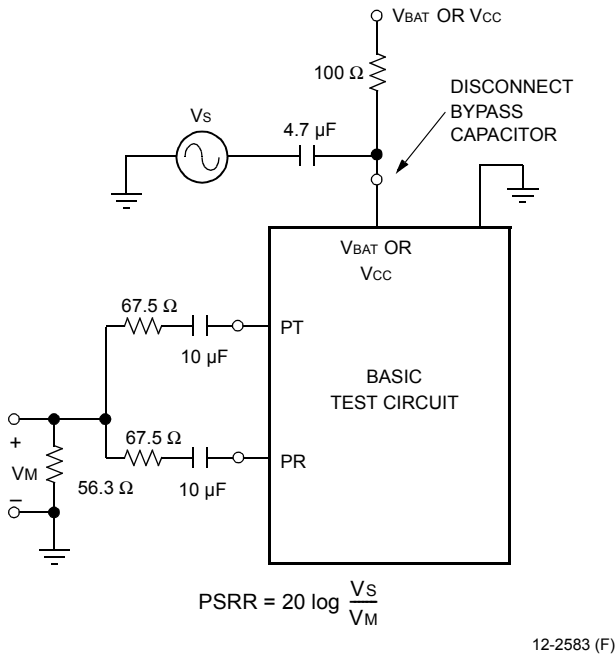 VBAT OR VCC
100 Ω
DISCONNECT
BYPASS
CAPACITOR
VS
4.7 µF
VBAT OR
VCC
67.5 Ω
10 µF
PT
BASIC
TEST CIRCUIT
67.5 Ω
10 µF
PR
+
VM
–
56.3 Ω
PSRR = 20 log VS
VM
12-2583 (F)